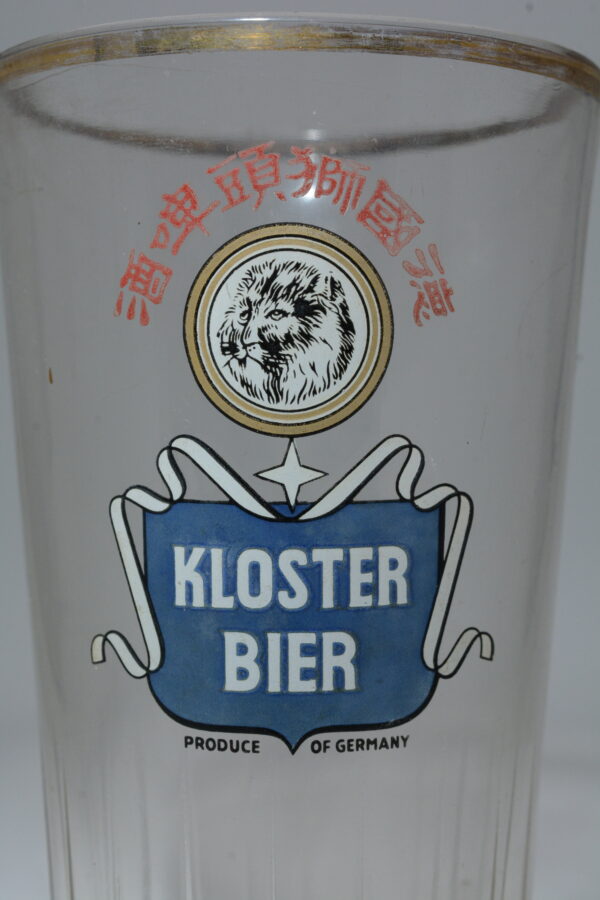 德國獅頭啤酒
KLOSTER
BIER
PRODUCE OF GERMANY